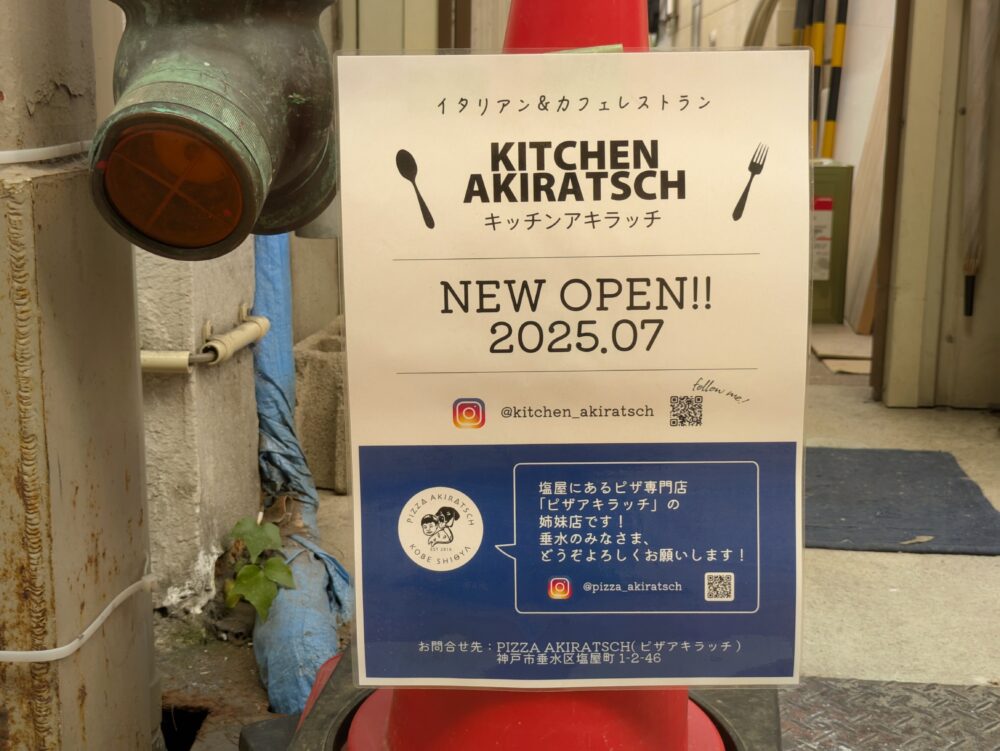 イタリアン&カフェレストラン
KITCHEN
AKIRATSCH
キッチンアキラッチ
NEW OPEN!!
2025.07
follow me!
@kitchen_akiratsch
PIZZA AKIRATSCH
EST 2014
KOBE SHIOYA
塩屋にあるピザ専門店
「ピザアキラッチ」の
姉妹店です！
垂水のみなさま、
どうぞよろしくお願いします！
@pizza_akiratsch
お問合せ先：PIZZA AKIRATSCH(ピザアキラッチ)
神戸市垂水区塩屋町1-2-46